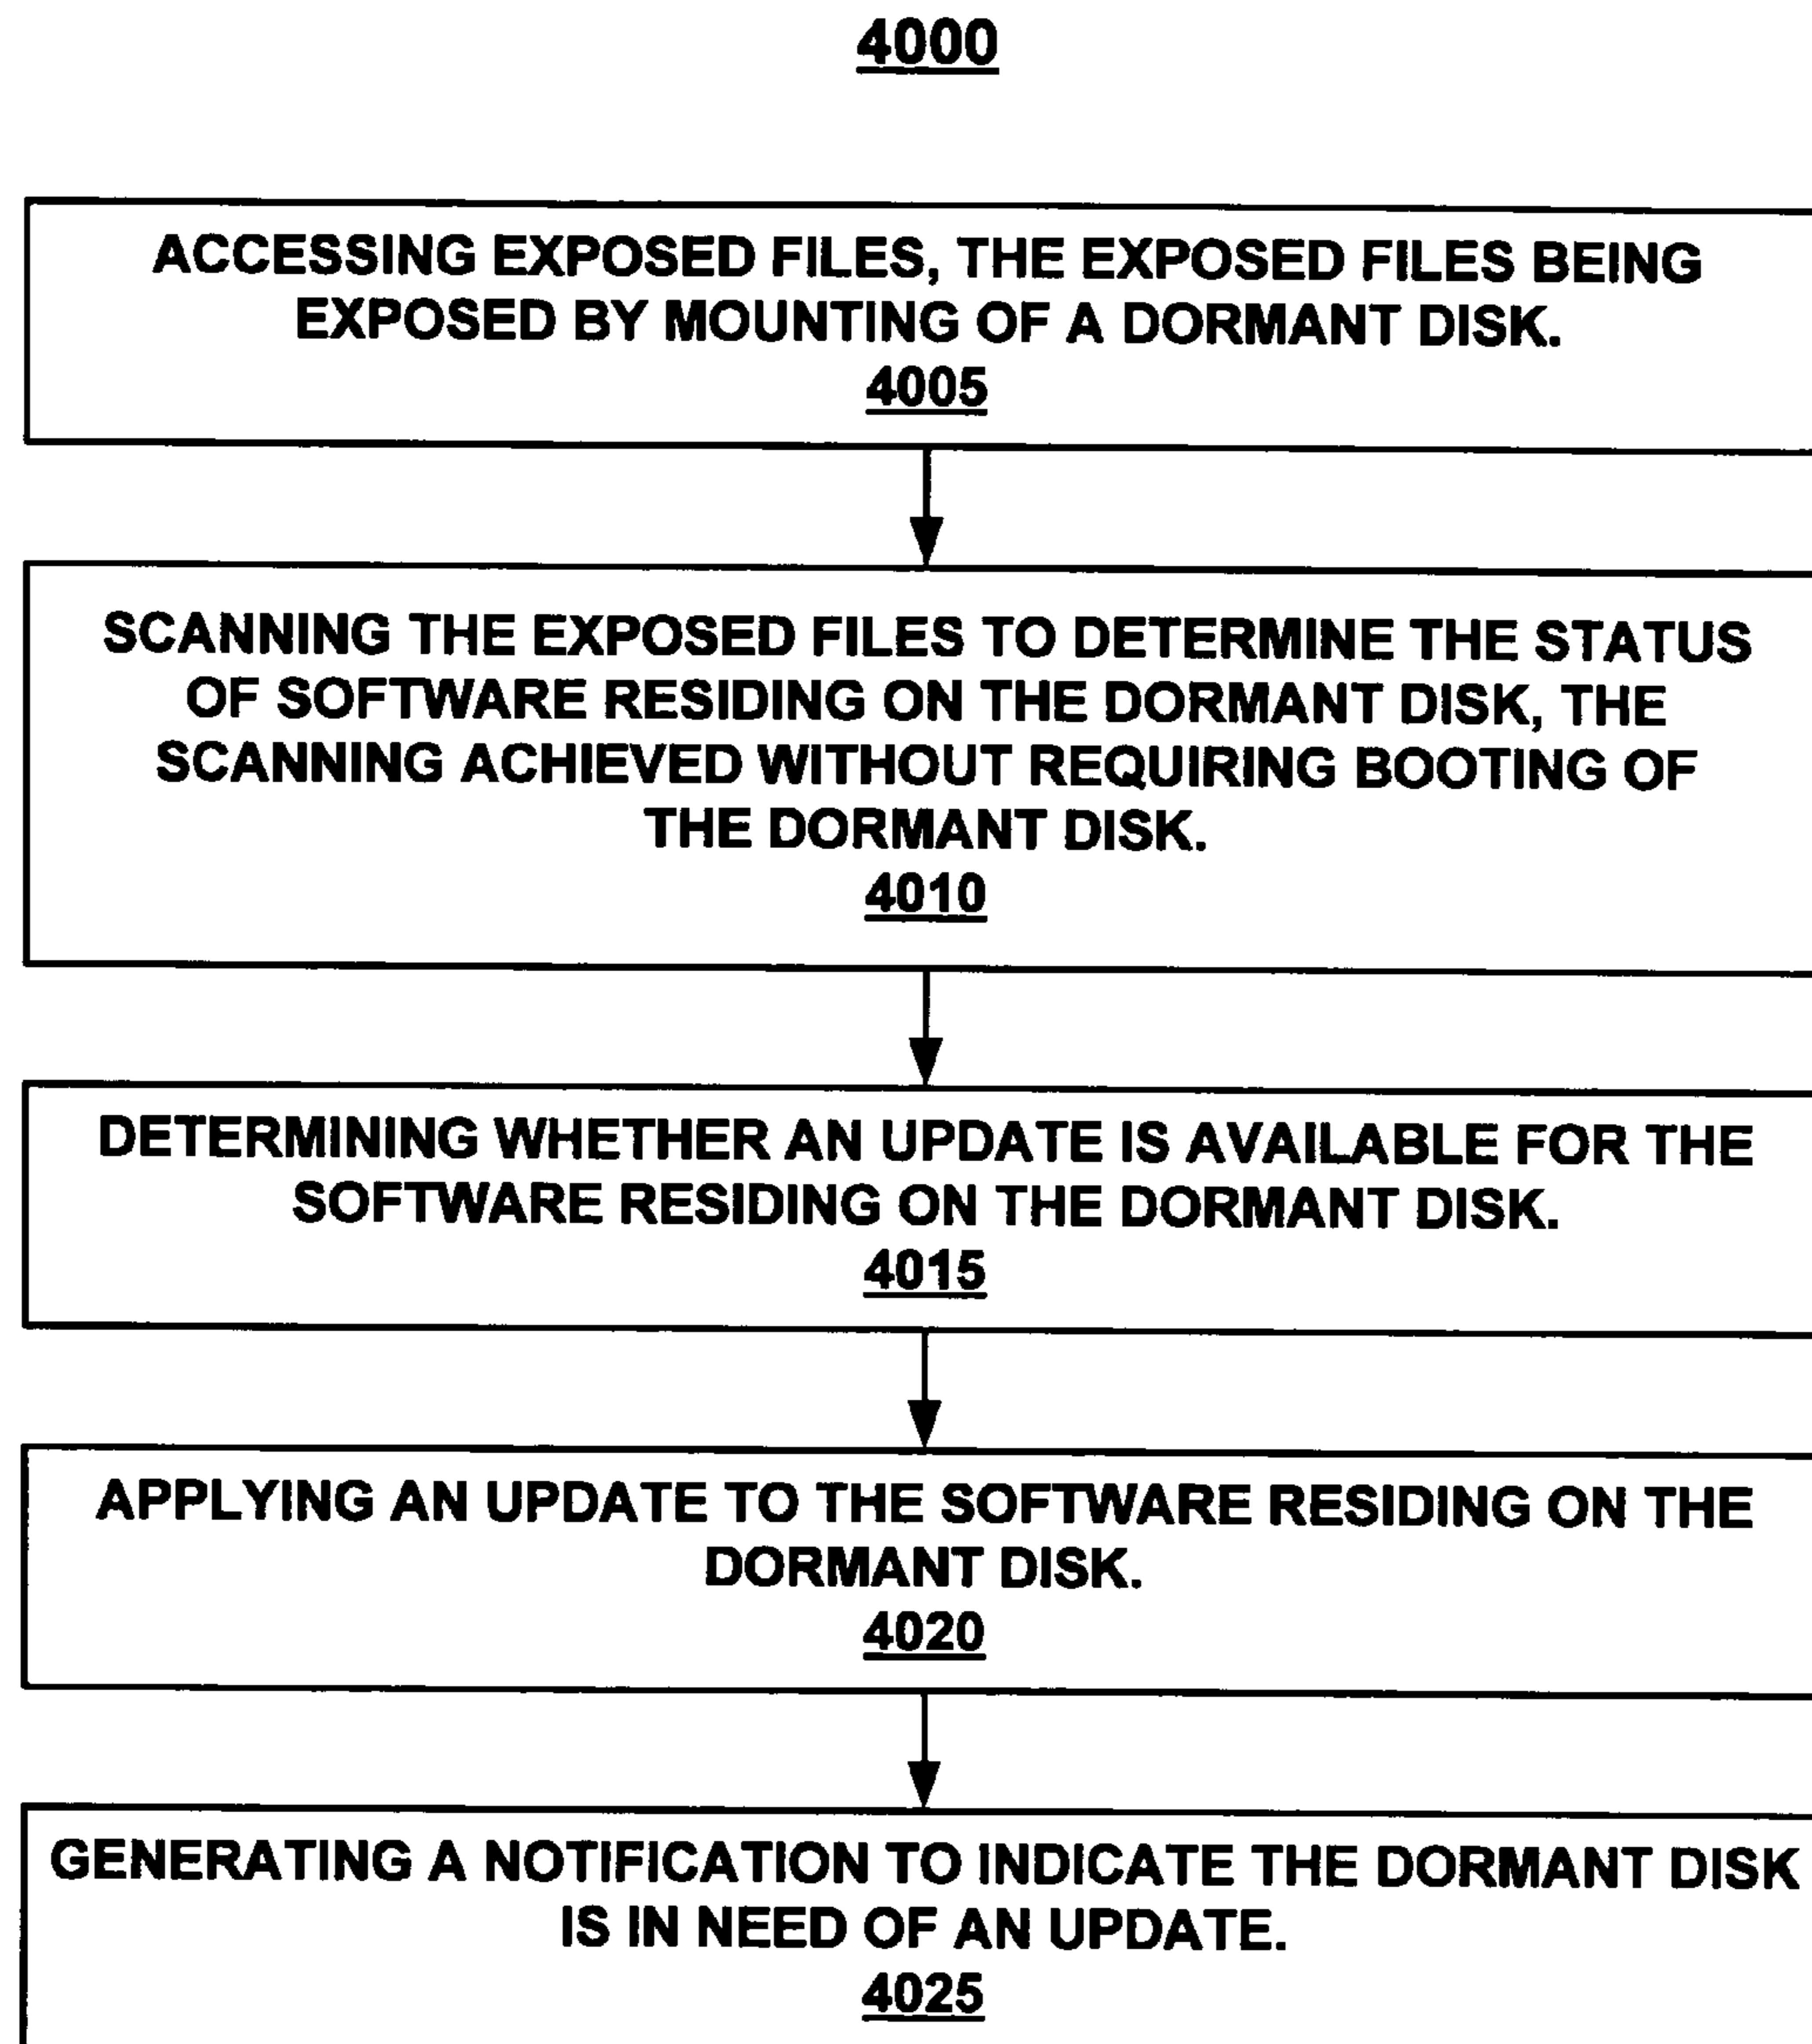 4000
ACCESSING EXPOSED FILES, THE EXPOSED FILES BEING
EXPOSED BY MOUNTING OF A DORMANT DISK.
4005
SCANNING THE EXPOSED FILES TO DETERMINE THE STATUS
OF SOFTWARE RESIDING ON THE DORMANT DISK, THE
SCANNING ACHIEVED WITHOUT REQUIRING BOOTING OF
THE DORMANT DISK.
4010
DETERMINING WHETHER AN UPDATE IS AVAILABLE FOR THE
SOFTWARE RESIDING ON THE DORMANT DISK.
4015
APPLYING AN UPDATE TO THE SOFTWARE RESIDING ON THE
DORMANT DISK.
4020
GENERATING A NOTIFICATION TO INDICATE THE DORMANT DISK
IS IN NEED OF AN UPDATE.
4025